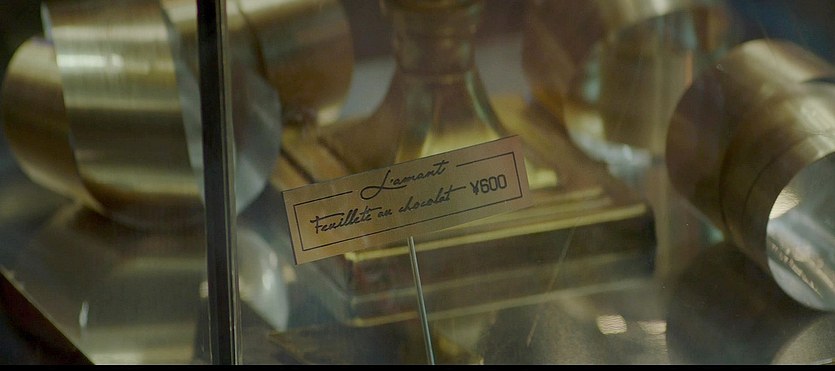 L'amant
Feuilleté au chocolat ¥600